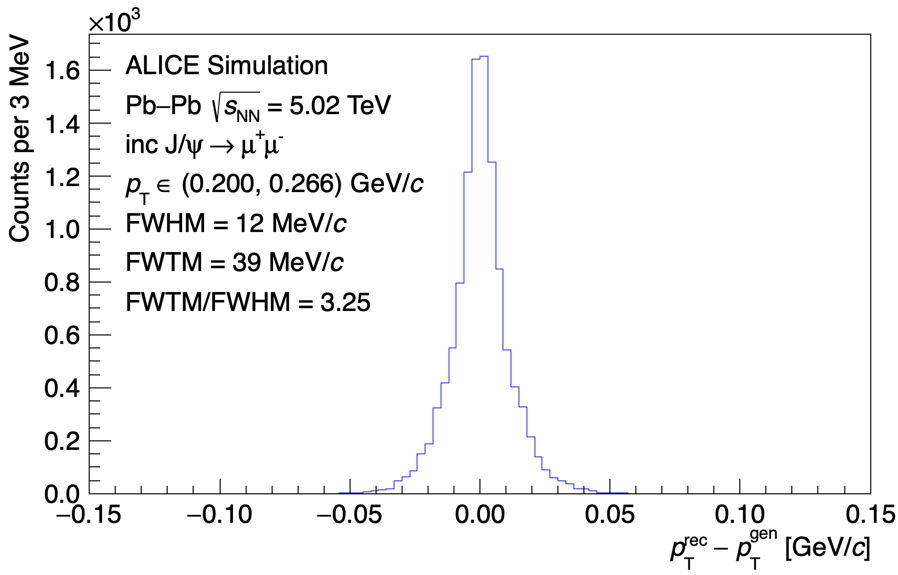 ×10³
Counts per 3 MeV
1.6
1.4
1.2
1.0
0.8
0.6
0.4
0.2
0.0
ALICE Simulation
Pb–Pb √s_NN = 5.02 TeV
inc J/ψ → μ⁺μ⁻
p_T ∈ (0.200, 0.266) GeV/c
FWHM = 12 MeV/c
FWTM = 39 MeV/c
FWTM/FWHM = 3.25
−0.15 −0.10 −0.05 0.00 0.05 0.10 0.15
p_T^rec − p_T^gen [GeV/c]